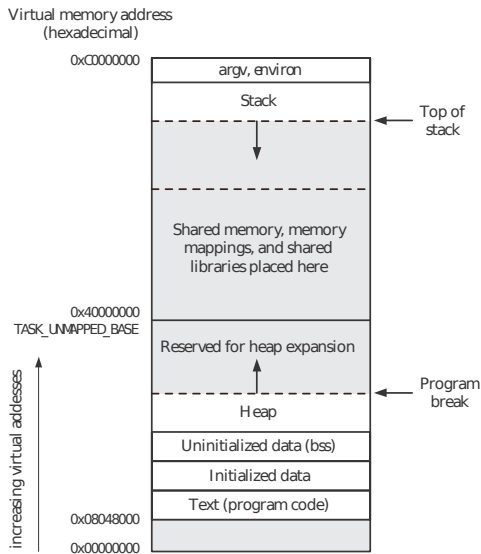 Virtual memory address
(hexadecimal)
0xC0000000
argv, environ
Stack
Top of
stack
Shared memory, memory
mappings, and shared
libraries placed here
0x40000000
TASK_UNMAPPED_BASE
Reserved for heap expansion
Program
break
Heap
Uninitialized data (bss)
Initialized data
Text (program code)
0x08048000
0x00000000
increasing virtual addesses